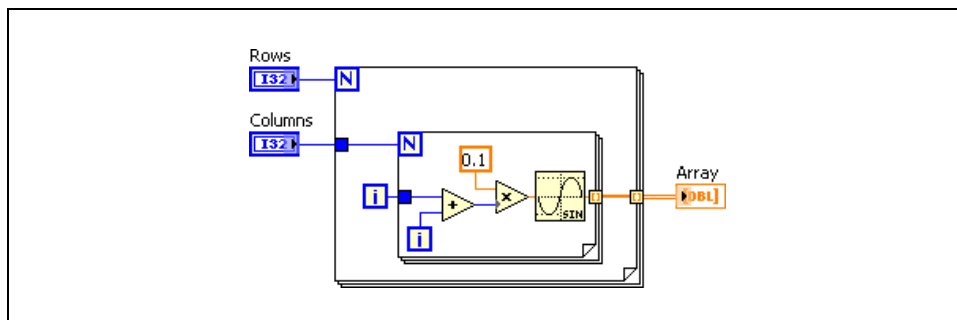 Rows
I32
N
Columns
I32
N
0.1
i
+
x
SIN
i
Array
[DBL]